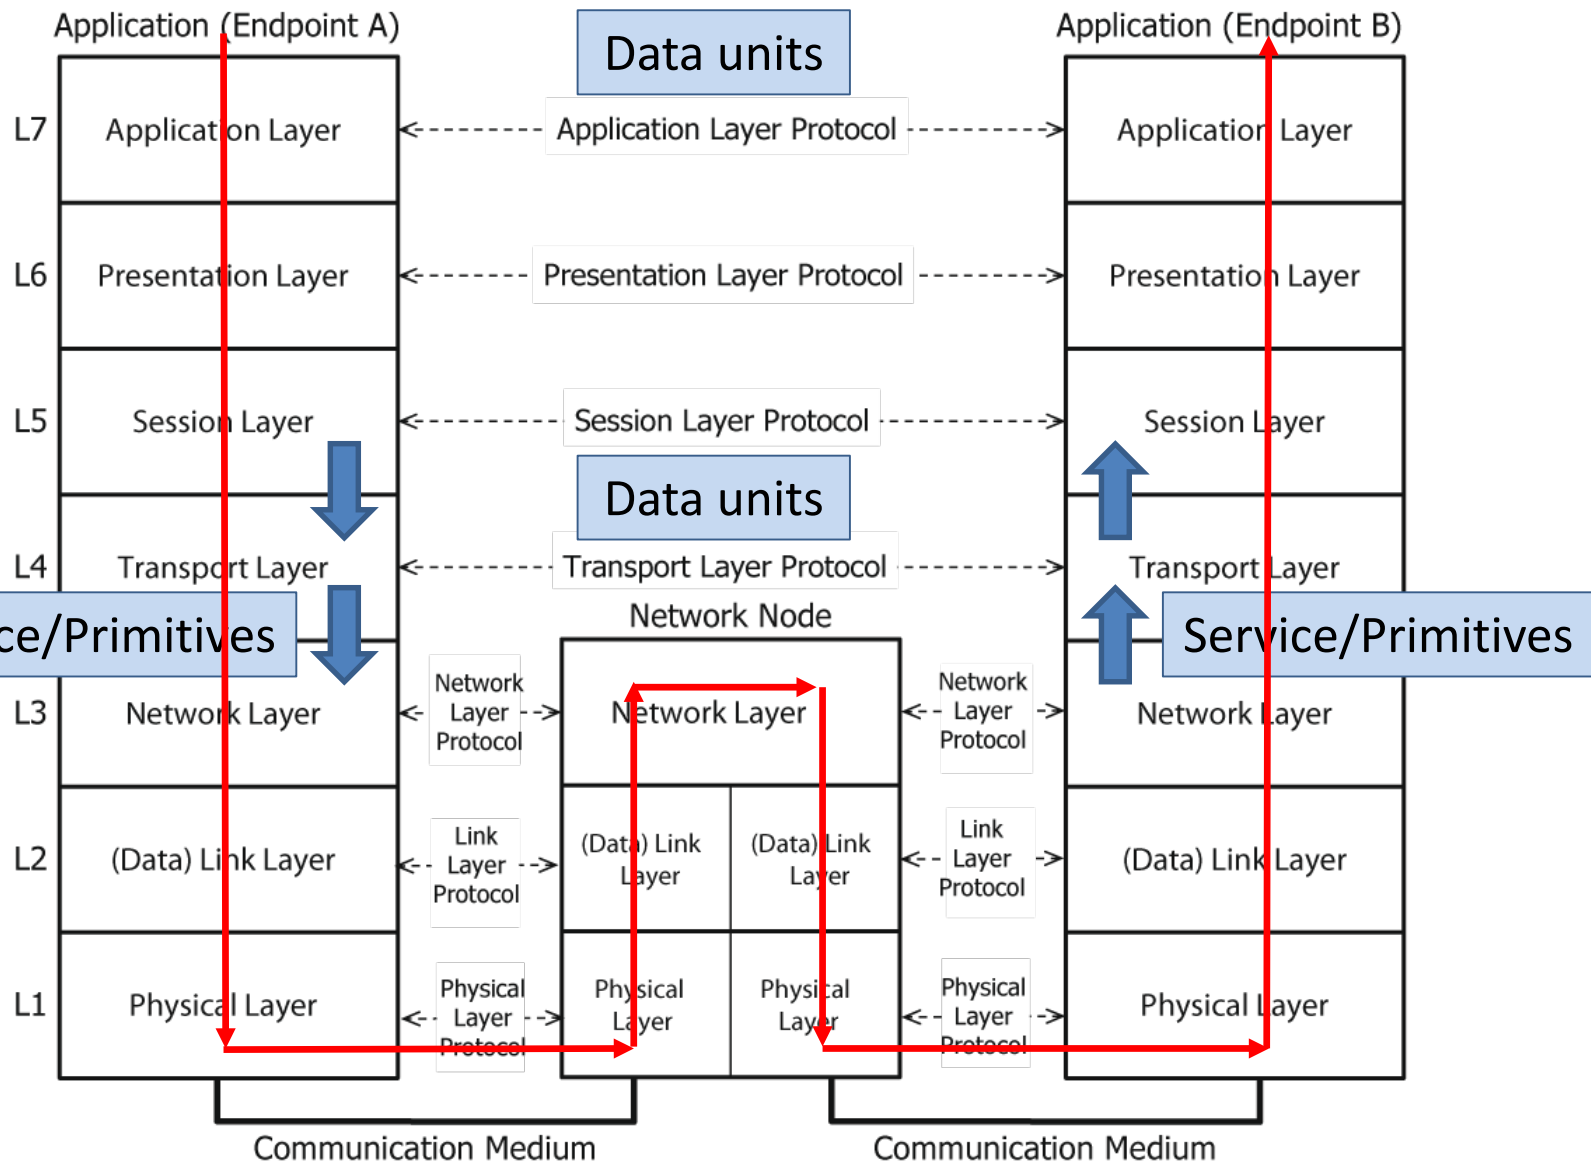 Application (Endpoint A)
Data units
Application (Endpoint B)
L7
Application Layer
Application Layer Protocol
Application Layer
L6
Presentation Layer
Presentation Layer Protocol
Presentation Layer
L5
Session Layer
Session Layer Protocol
Session Layer
Data units
L4
Transport Layer
Transport Layer Protocol
Transport Layer
Network Node
ce/Primitives
Service/Primitives
L3
Network Layer
Network
Layer
Protocol
Network Layer
Network
Layer
Protocol
Network Layer
L2
(Data) Link Layer
Link
Layer
Protocol
(Data) Link
Layer
(Data) Link
Layer
Link
Layer
Protocol
(Data) Link Layer
L1
Physical Layer
Physical
Layer
Protocol
Physical
Layer
Physical
Layer
Physical
Layer
Protocol
Physical Layer
Communication Medium
Communication Medium